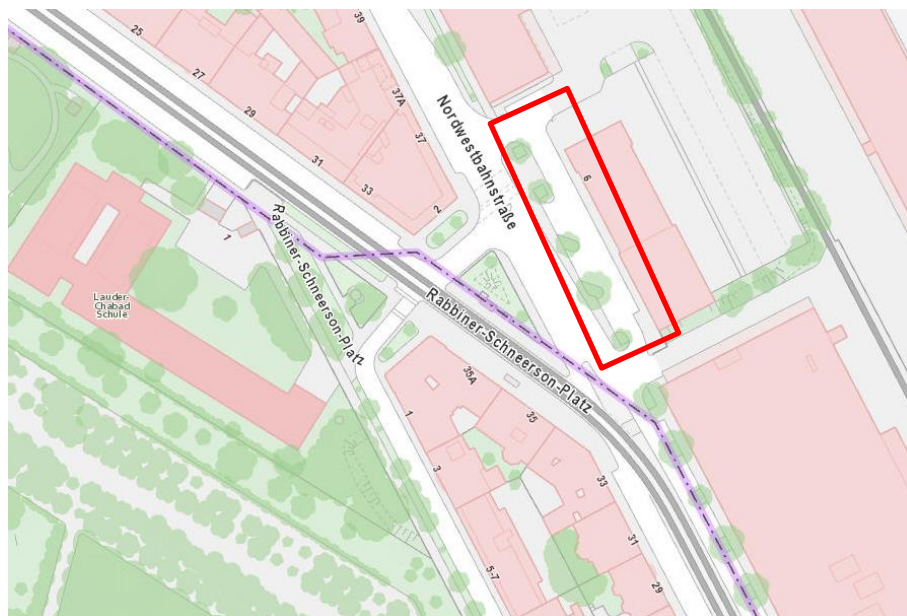 39
25
27
37A
29
37
Nordwestbahnstraße
31
6
33
2
Rabbiner-Schneerson-Platz
1
Lauder-
Chabad
Schule
Rabbiner-Schneerson-Platz
35A
1
35
3
33
31
5-7
29